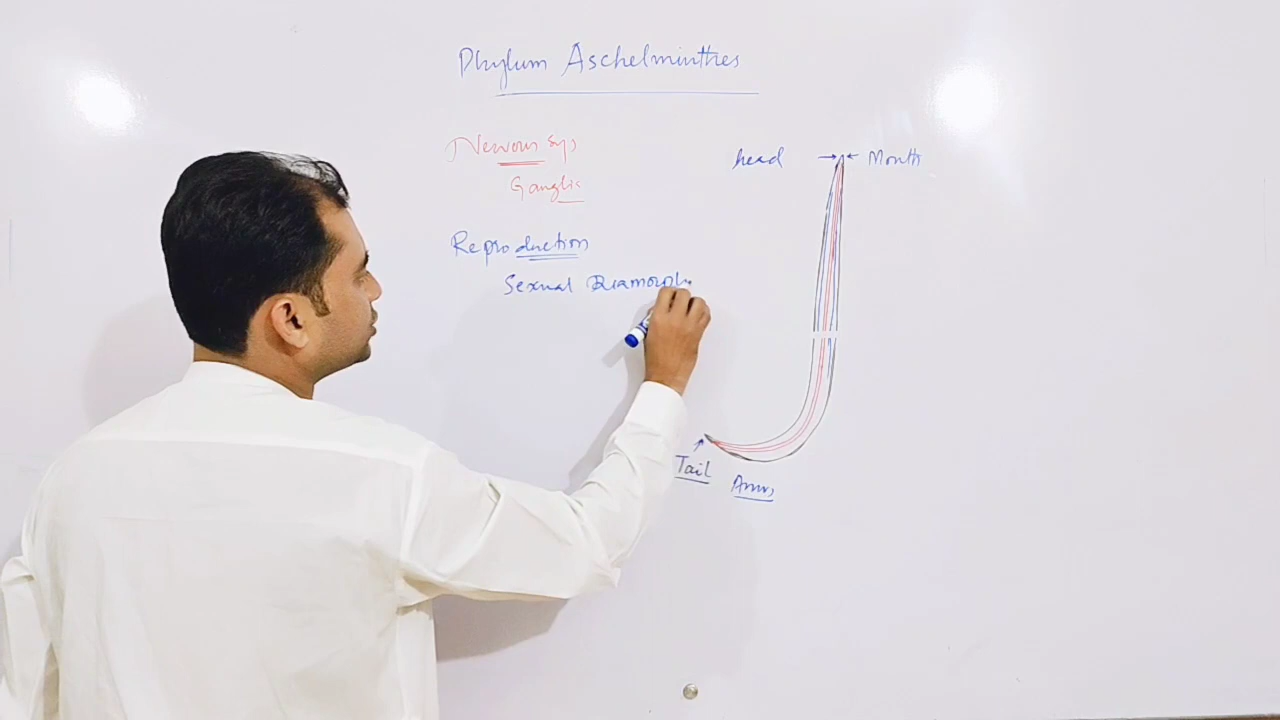 Phylum Aschelminthes
Nervous sys
Ganglia
Reproduction
Sexual Diamorph
head
Mouth
Tail
Anus